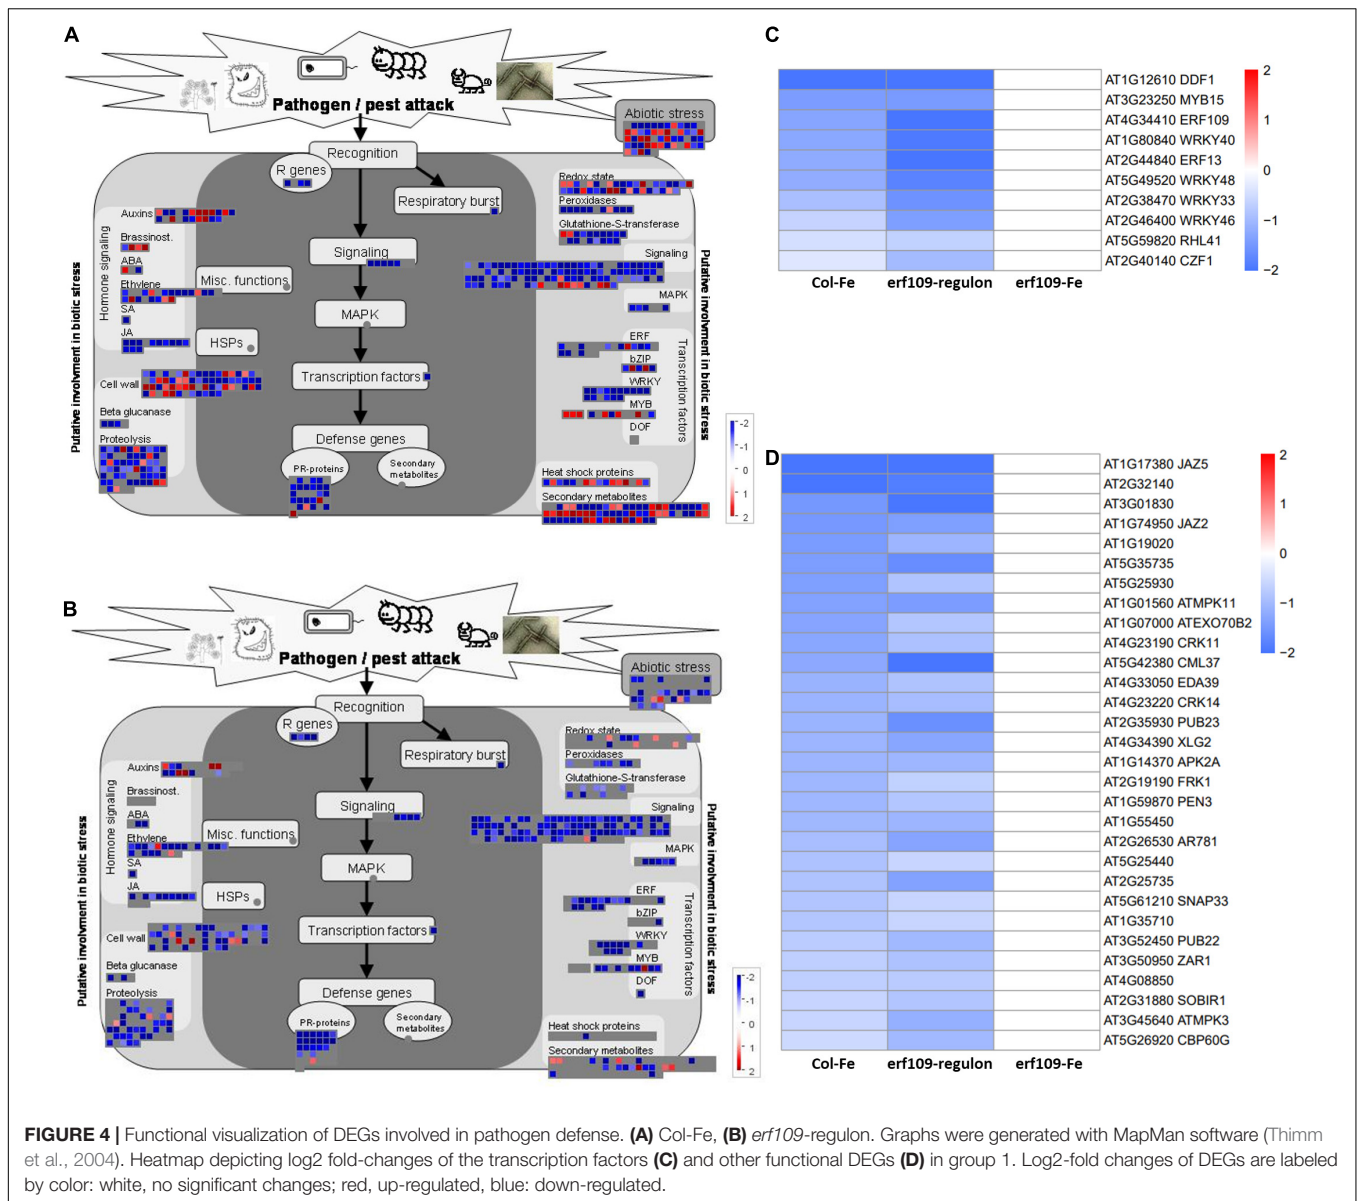 A
Pathogen / pest attack
Abiotic stress
Recognition
R genes
Respiratory burst
Redox state
Peroxidases
Glutathione-S-transferase
Auxins
Brassinost.
ABA
Ethylene
SA
JA
Hormone signaling
Putative involvment in biotic stress
Misc. functions
HSPs
Signaling
MAPK
Transcription factors
Defense genes
PR-proteins
Secondary
metabolites
Cell wall
Beta glucanase
Proteolysis
Signaling
MAPK
ERF
bZIP
WRKY
MYB
DOF
Transcription factors
Putative involvment in biotic stress
Heat shock proteins
Secondary metabolites
-2
-1
0
1
2
B
Pathogen / pest attack
Abiotic stress
Recognition
R genes
Respiratory burst
Redox state
Peroxidases
Glutathione-S-transferase
Auxins
Brassinost.
ABA
Ethylene
SA
JA
Hormone signaling
Putative involvment in biotic stress
Misc. functions
HSPs
Signaling
MAPK
Transcription factors
Defense genes
PR-proteins
Secondary
metabolites
Cell wall
Beta glucanase
Proteolysis
Signaling
MAPK
ERF
bZIP
WRKY
MYB
DOF
Transcription factors
Putative involvment in biotic stress
Heat shock proteins
Secondary metabolites
-2
-1
0
1
2
C
AT1G12610 DDF1
AT3G23250 MYB15
AT4G34410 ERF109
AT1G80840 WRKY40
AT2G44840 ERF13
AT5G49520 WRKY48
AT2G38470 WRKY33
AT2G46400 WRKY46
AT5G59820 RHL41
AT2G40140 CZF1
Col-Fe erf109-regulon erf109-Fe
2
1
0
−1
−2
D
AT1G17380 JAZ5
AT2G32140
AT3G01830
AT1G74950 JAZ2
AT1G19020
AT5G35735
AT5G25930
AT1G01560 ATMPK11
AT1G07000 ATEXO70B2
AT4G23190 CRK11
AT5G42380 CML37
AT4G33050 EDA39
AT4G23220 CRK14
AT2G35930 PUB23
AT4G34390 XLG2
AT1G14370 APK2A
AT2G19190 FRK1
AT1G59870 PEN3
AT1G55450
AT2G26530 AR781
AT5G25440
AT2G25735
AT5G61210 SNAP33
AT1G35710
AT3G52450 PUB22
AT3G50950 ZAR1
AT4G08850
AT2G31880 SOBIR1
AT3G45640 ATMPK3
AT5G26920 CBP60G
Col-Fe erf109-regulon erf109-Fe
2
1
0
−1
−2
FIGURE 4 | Functional visualization of DEGs involved in pathogen defense. (A) Col-Fe, (B) erf109-regulon. Graphs were generated with MapMan software (Thimm
et al., 2004). Heatmap depicting log2 fold-changes of the transcription factors (C) and other functional DEGs (D) in group 1. Log2-fold changes of DEGs are labeled
by color: white, no significant changes; red, up-regulated, blue: down-regulated.